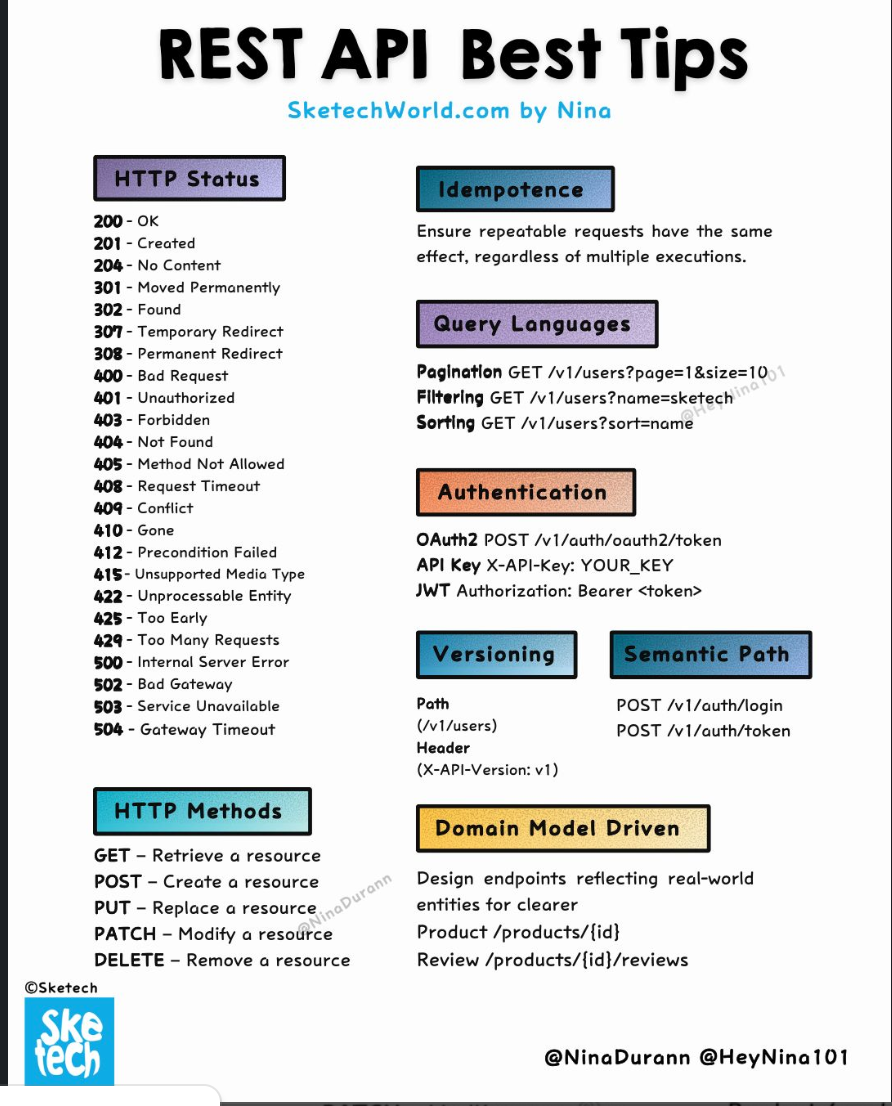 REST API Best Tips
SketechWorld.com by Nina
HTTP Status
200 - OK
201 - Created
204 - No Content
301 - Moved Permanently
302 - Found
307 - Temporary Redirect
308 - Permanent Redirect
400 - Bad Request
401 - Unauthorized
403 - Forbidden
404 - Not Found
405 - Method Not Allowed
408 - Request Timeout
409 - Conflict
410 - Gone
412 - Precondition Failed
415- Unsupported Media Type
422 - Unprocessable Entity
425 - Too Early
429 - Too Many Requests
500 - Internal Server Error
502 - Bad Gateway
503 - Service Unavailable
504 - Gateway Timeout
HTTP Methods
GET – Retrieve a resource
POST – Create a resource
PUT – Replace a resource
PATCH – Modify a resource
DELETE – Remove a resource
@NinaDurann
Idempotence
Ensure repeatable requests have the same
effect, regardless of multiple executions.
Query Languages
Pagination GET /v1/users?page=1&size=10
Filtering GET /v1/users?name=sketech
Sorting GET /v1/users?sort=name
@HeyNina101
Authentication
OAuth2 POST /v1/auth/oauth2/token
API Key X-API-Key: YOUR_KEY
JWT Authorization: Bearer <token>
Versioning
Path
(/v1/users)
Header
(X-API-Version: v1)
Semantic Path
POST /v1/auth/login
POST /v1/auth/token
Domain Model Driven
Design endpoints reflecting real-world
entities for clearer
Product /products/{id}
Review /products/{id}/reviews
©Sketech
Ske
tech
@NinaDurann @HeyNina101